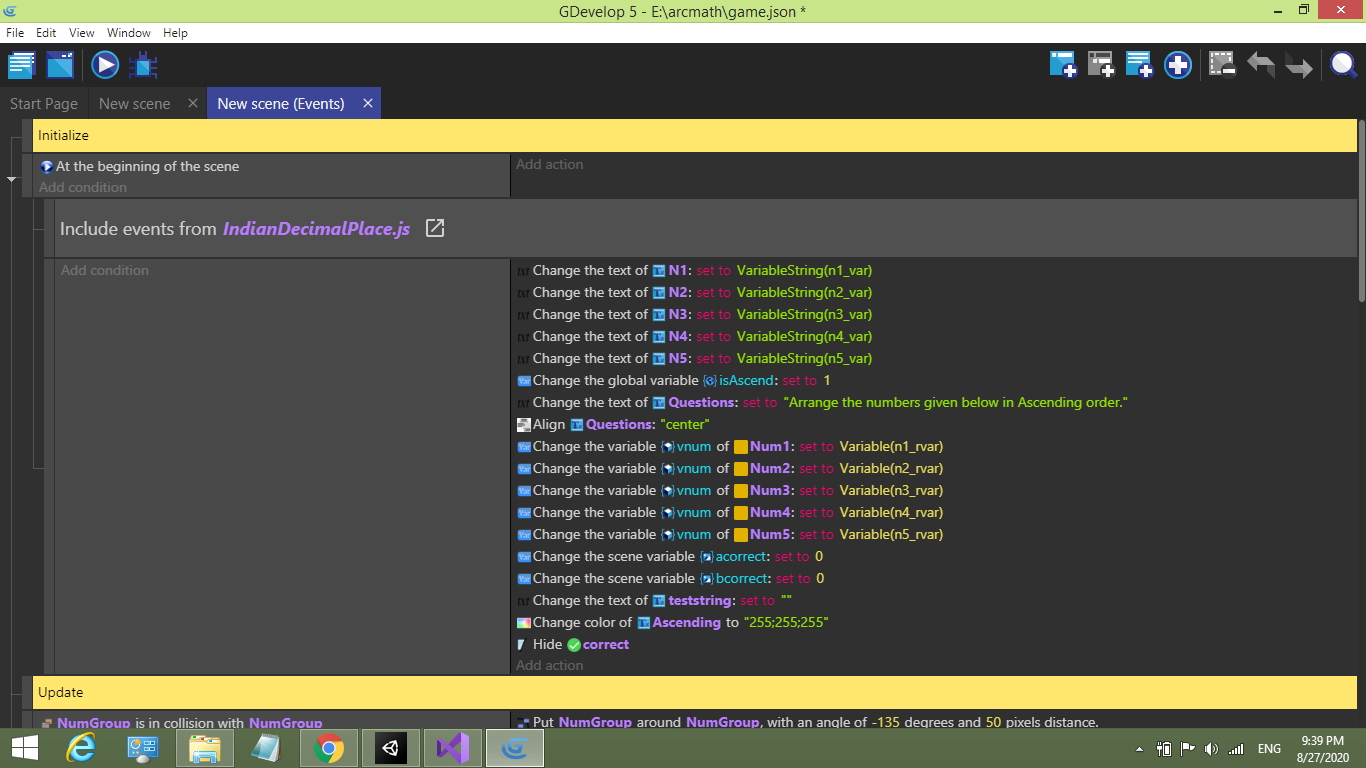 GDevelop 5 - E:\arcmath\game.json *
File Edit View Window Help
Start Page New scene × New scene (Events) ×
Initialize
At the beginning of the scene
Add condition
Add action
Include events from IndianDecimalPlace.js
Add condition
Change the text of N1: set to VariableString(n1_var)
Change the text of N2: set to VariableString(n2_var)
Change the text of N3: set to VariableString(n3_var)
Change the text of N4: set to VariableString(n4_var)
Change the text of N5: set to VariableString(n5_var)
Change the global variable isAscend: set to 1
Change the text of Questions: set to "Arrange the numbers given below in Ascending order."
Align Questions: "center"
Change the variable vnum of Num1: set to Variable(n1_rvar)
Change the variable vnum of Num2: set to Variable(n2_rvar)
Change the variable vnum of Num3: set to Variable(n3_rvar)
Change the variable vnum of Num4: set to Variable(n4_rvar)
Change the variable vnum of Num5: set to Variable(n5_rvar)
Change the scene variable acorrect: set to 0
Change the scene variable bcorrect: set to 0
Change the text of teststring: set to ""
Change color of Ascending to "255;255;255"
Hide correct
Add action
Update
NumGroup is in collision with NumGroup
Put NumGroup around NumGroup, with an angle of -135 degrees and 50 pixels distance.
ENG
9:39 PM
8/27/2020